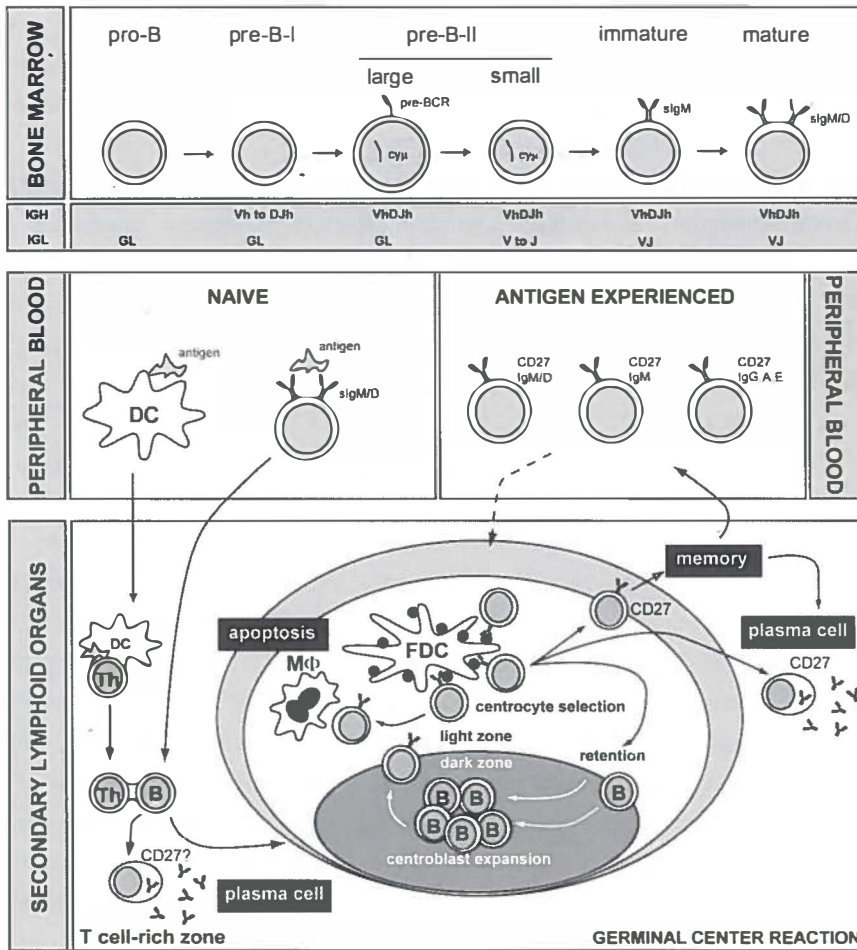 BONE MARROW
pro-B pre-B-I pre-B-II immature mature
large small
pre-BCR
sIgM
sIgM/D
cyμ cyμ
IGH Vh to DJh VhDJh VhDJh VhDJh VhDJh
IGL GL GL GL V to J VJ VJ
PERIPHERAL BLOOD
NAIVE
antigen
DC
antigen
sIgM/D
ANTIGEN EXPERIENCED
CD27
IgM/D
CD27
IgM
CD27
IgG A E
PERIPHERAL BLOOD
SECONDARY LYMPHOID ORGANS
DC
Th
Th B
CD27?
plasma cell
T cell-rich zone
apoptosis
MΦ
FDC
CD27
memory
plasma cell
CD27
centrocyte selection
light zone
dark zone
retention
B
B B
B B B
centroblast expansion
GERMINAL CENTER REACTION